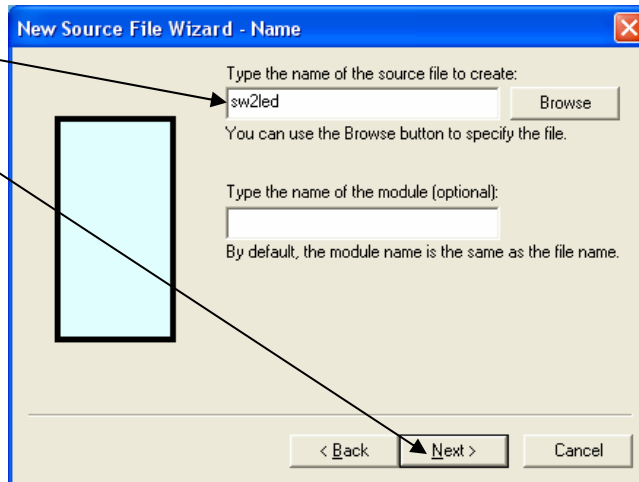 New Source File Wizard - Name
Type the name of the source file to create:
sw2led
Browse
You can use the Browse button to specify the file.
Type the name of the module (optional):
By default, the module name is the same as the file name.
< Back
Next >
Cancel